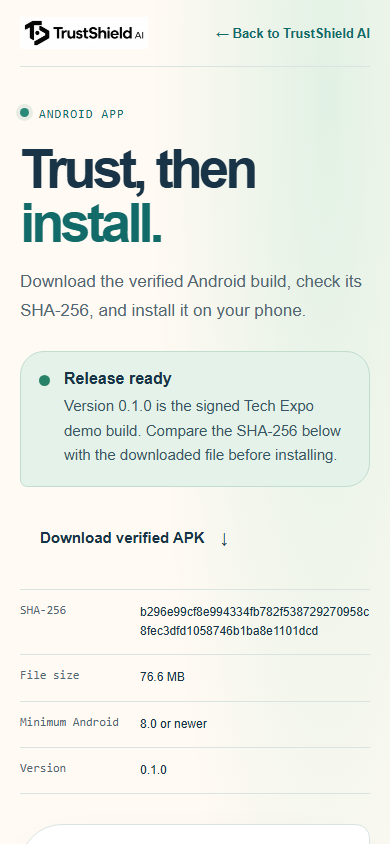 TrustShield AI
← Back to TrustShield AI
ANDROID APP
Trust, then
install.
Download the verified Android build, check its
SHA-256, and install it on your phone.
Release ready
Version 0.1.0 is the signed Tech Expo
demo build. Compare the SHA-256 below
with the downloaded file before installing.
Download verified APK ↓
SHA-256 b296e99cf8e994334fb782f538729270958c
8fec3dfd1058746b1ba8e1101dcd
File size 76.6 MB
Minimum Android 8.0 or newer
Version 0.1.0